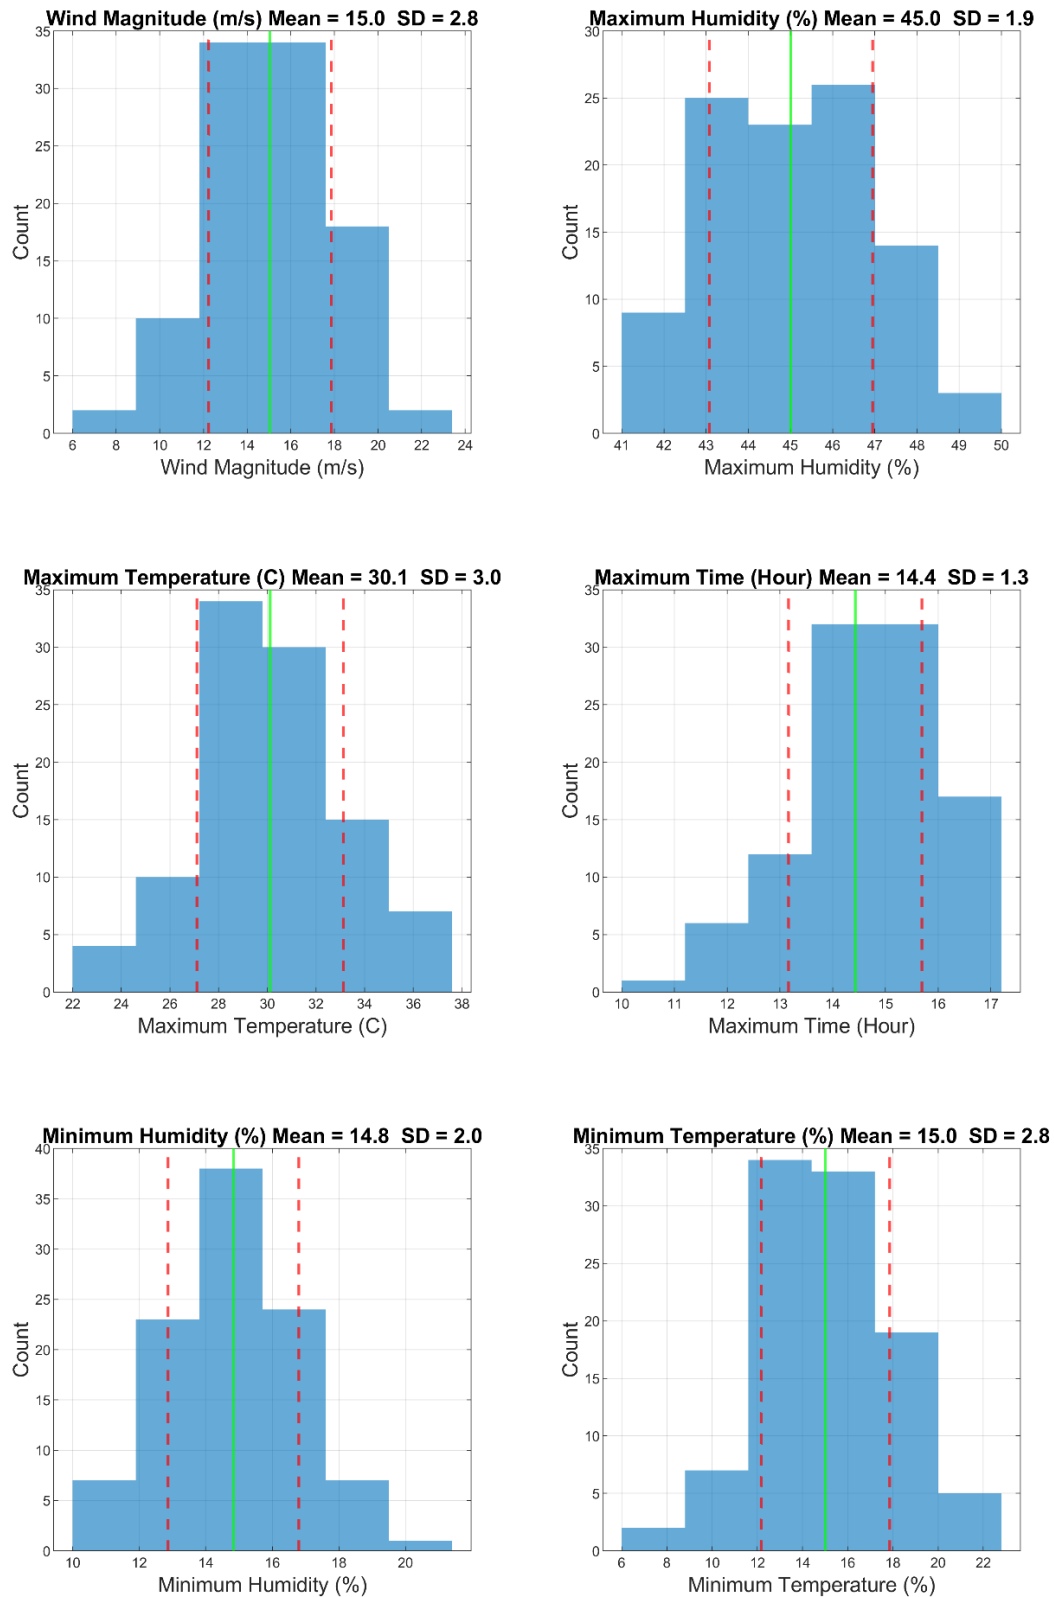 Wind Magnitude (m/s) Mean = 15.0  SD = 2.8
35
30
25
20
15
10
5
0
Count
6 8 10 12 14 16 18 20 22 24
Wind Magnitude (m/s)
Maximum Humidity (%) Mean = 45.0  SD = 1.9
30
25
20
15
10
5
0
Count
41 42 43 44 45 46 47 48 49 50
Maximum Humidity (%)
Maximum Temperature (C) Mean = 30.1  SD = 3.0
35
30
25
20
15
10
5
0
Count
22 24 26 28 30 32 34 36 38
Maximum Temperature (C)
Maximum Time (Hour) Mean = 14.4  SD = 1.3
35
30
25
20
15
10
5
0
Count
10 11 12 13 14 15 16 17
Maximum Time (Hour)
Minimum Humidity (%) Mean = 14.8  SD = 2.0
40
35
30
25
20
15
10
5
0
Count
10 12 14 16 18 20
Minimum Humidity (%)
Minimum Temperature (%) Mean = 15.0  SD = 2.8
35
30
25
20
15
10
5
0
Count
6 8 10 12 14 16 18 20 22
Minimum Temperature (%)